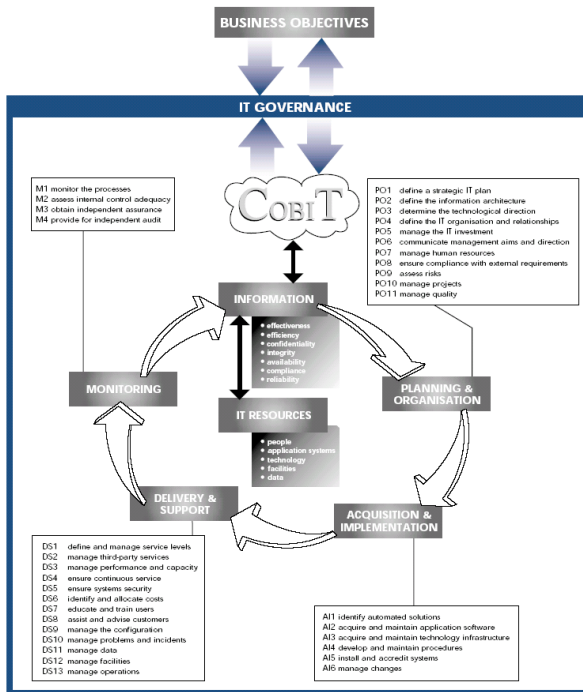 BUSINESS OBJECTIVES
IT GOVERNANCE
COBIT
M1 monitor the processes
M2 assess internal control adequacy
M3 obtain independent assurance
M4 provide for independent audit
PO1 define a strategic IT plan
PO2 define the information architecture
PO3 determine the technological direction
PO4 define the IT organisation and relationships
PO5 manage the IT investment
PO6 communicate management aims and direction
PO7 manage human resources
PO8 ensure compliance with external requirements
PO9 assess risks
PO10 manage projects
PO11 manage quality
INFORMATION
• effectiveness
• efficiency
• confidentiality
• integrity
• availability
• compliance
• reliability
MONITORING
PLANNING &
ORGANISATION
IT RESOURCES
• people
• application systems
• technology
• facilities
• data
DELIVERY &
SUPPORT
ACQUISITION &
IMPLEMENTATION
DS1 define and manage service levels
DS2 manage third-party services
DS3 manage performance and capacity
DS4 ensure continuous service
DS5 ensure systems security
DS6 identify and allocate costs
DS7 educate and train users
DS8 assist and advise customers
DS9 manage the configuration
DS10 manage problems and incidents
DS11 manage data
DS12 manage facilities
DS13 manage operations
AI1 identify automated solutions
AI2 acquire and maintain application software
AI3 acquire and maintain technology infrastructure
AI4 develop and maintain procedures
AI5 install and accredit systems
AI6 manage changes